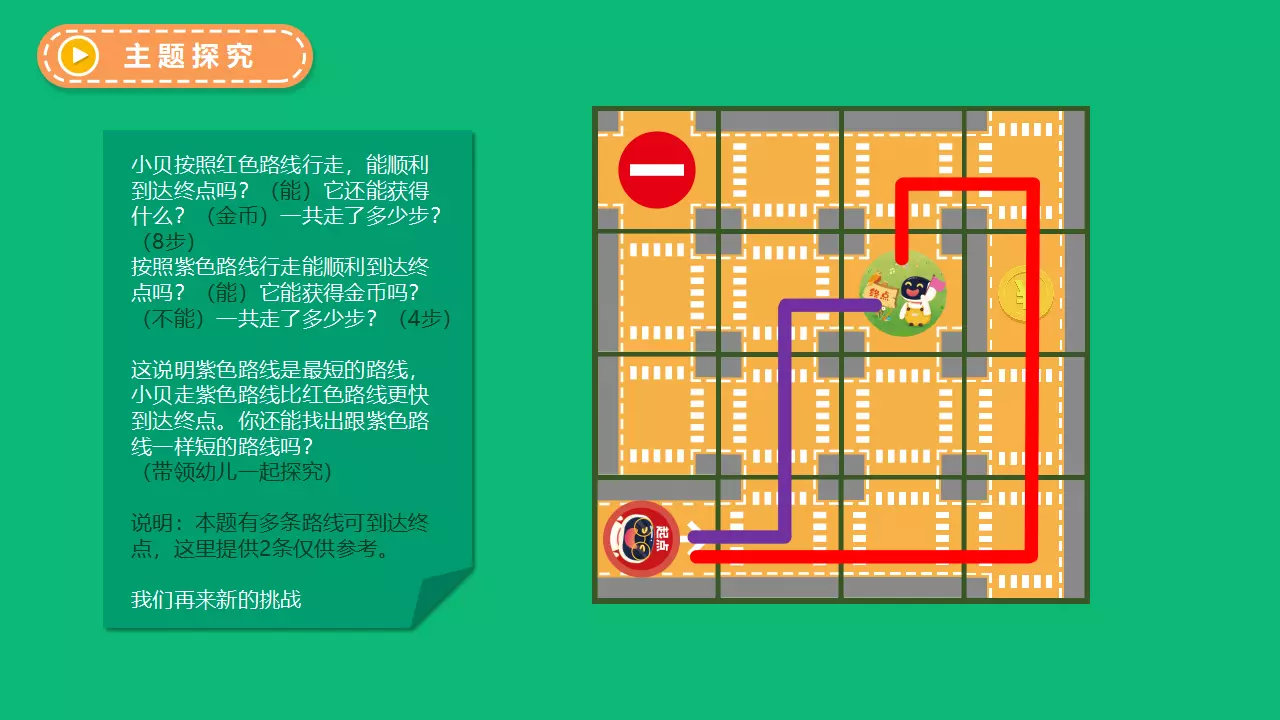 主题探究
小贝按照红色路线行走，能顺利
到达终点吗？（能）它还能获得
什么？（金币）一共走了多少步？
（8步）
按照紫色路线行走能顺利到达终
点吗？（能）它能获得金币吗？
（不能）一共走了多少步？（4步）
这说明紫色路线是最短的路线，
小贝走紫色路线比红色路线更快
到达终点。你还能找出跟紫色路
线一样短的路线吗？
（带领幼儿一起探究）
说明：本题有多条路线可到达终
点，这里提供2条仅供参考。
我们再来新的挑战
终点
¥
起点